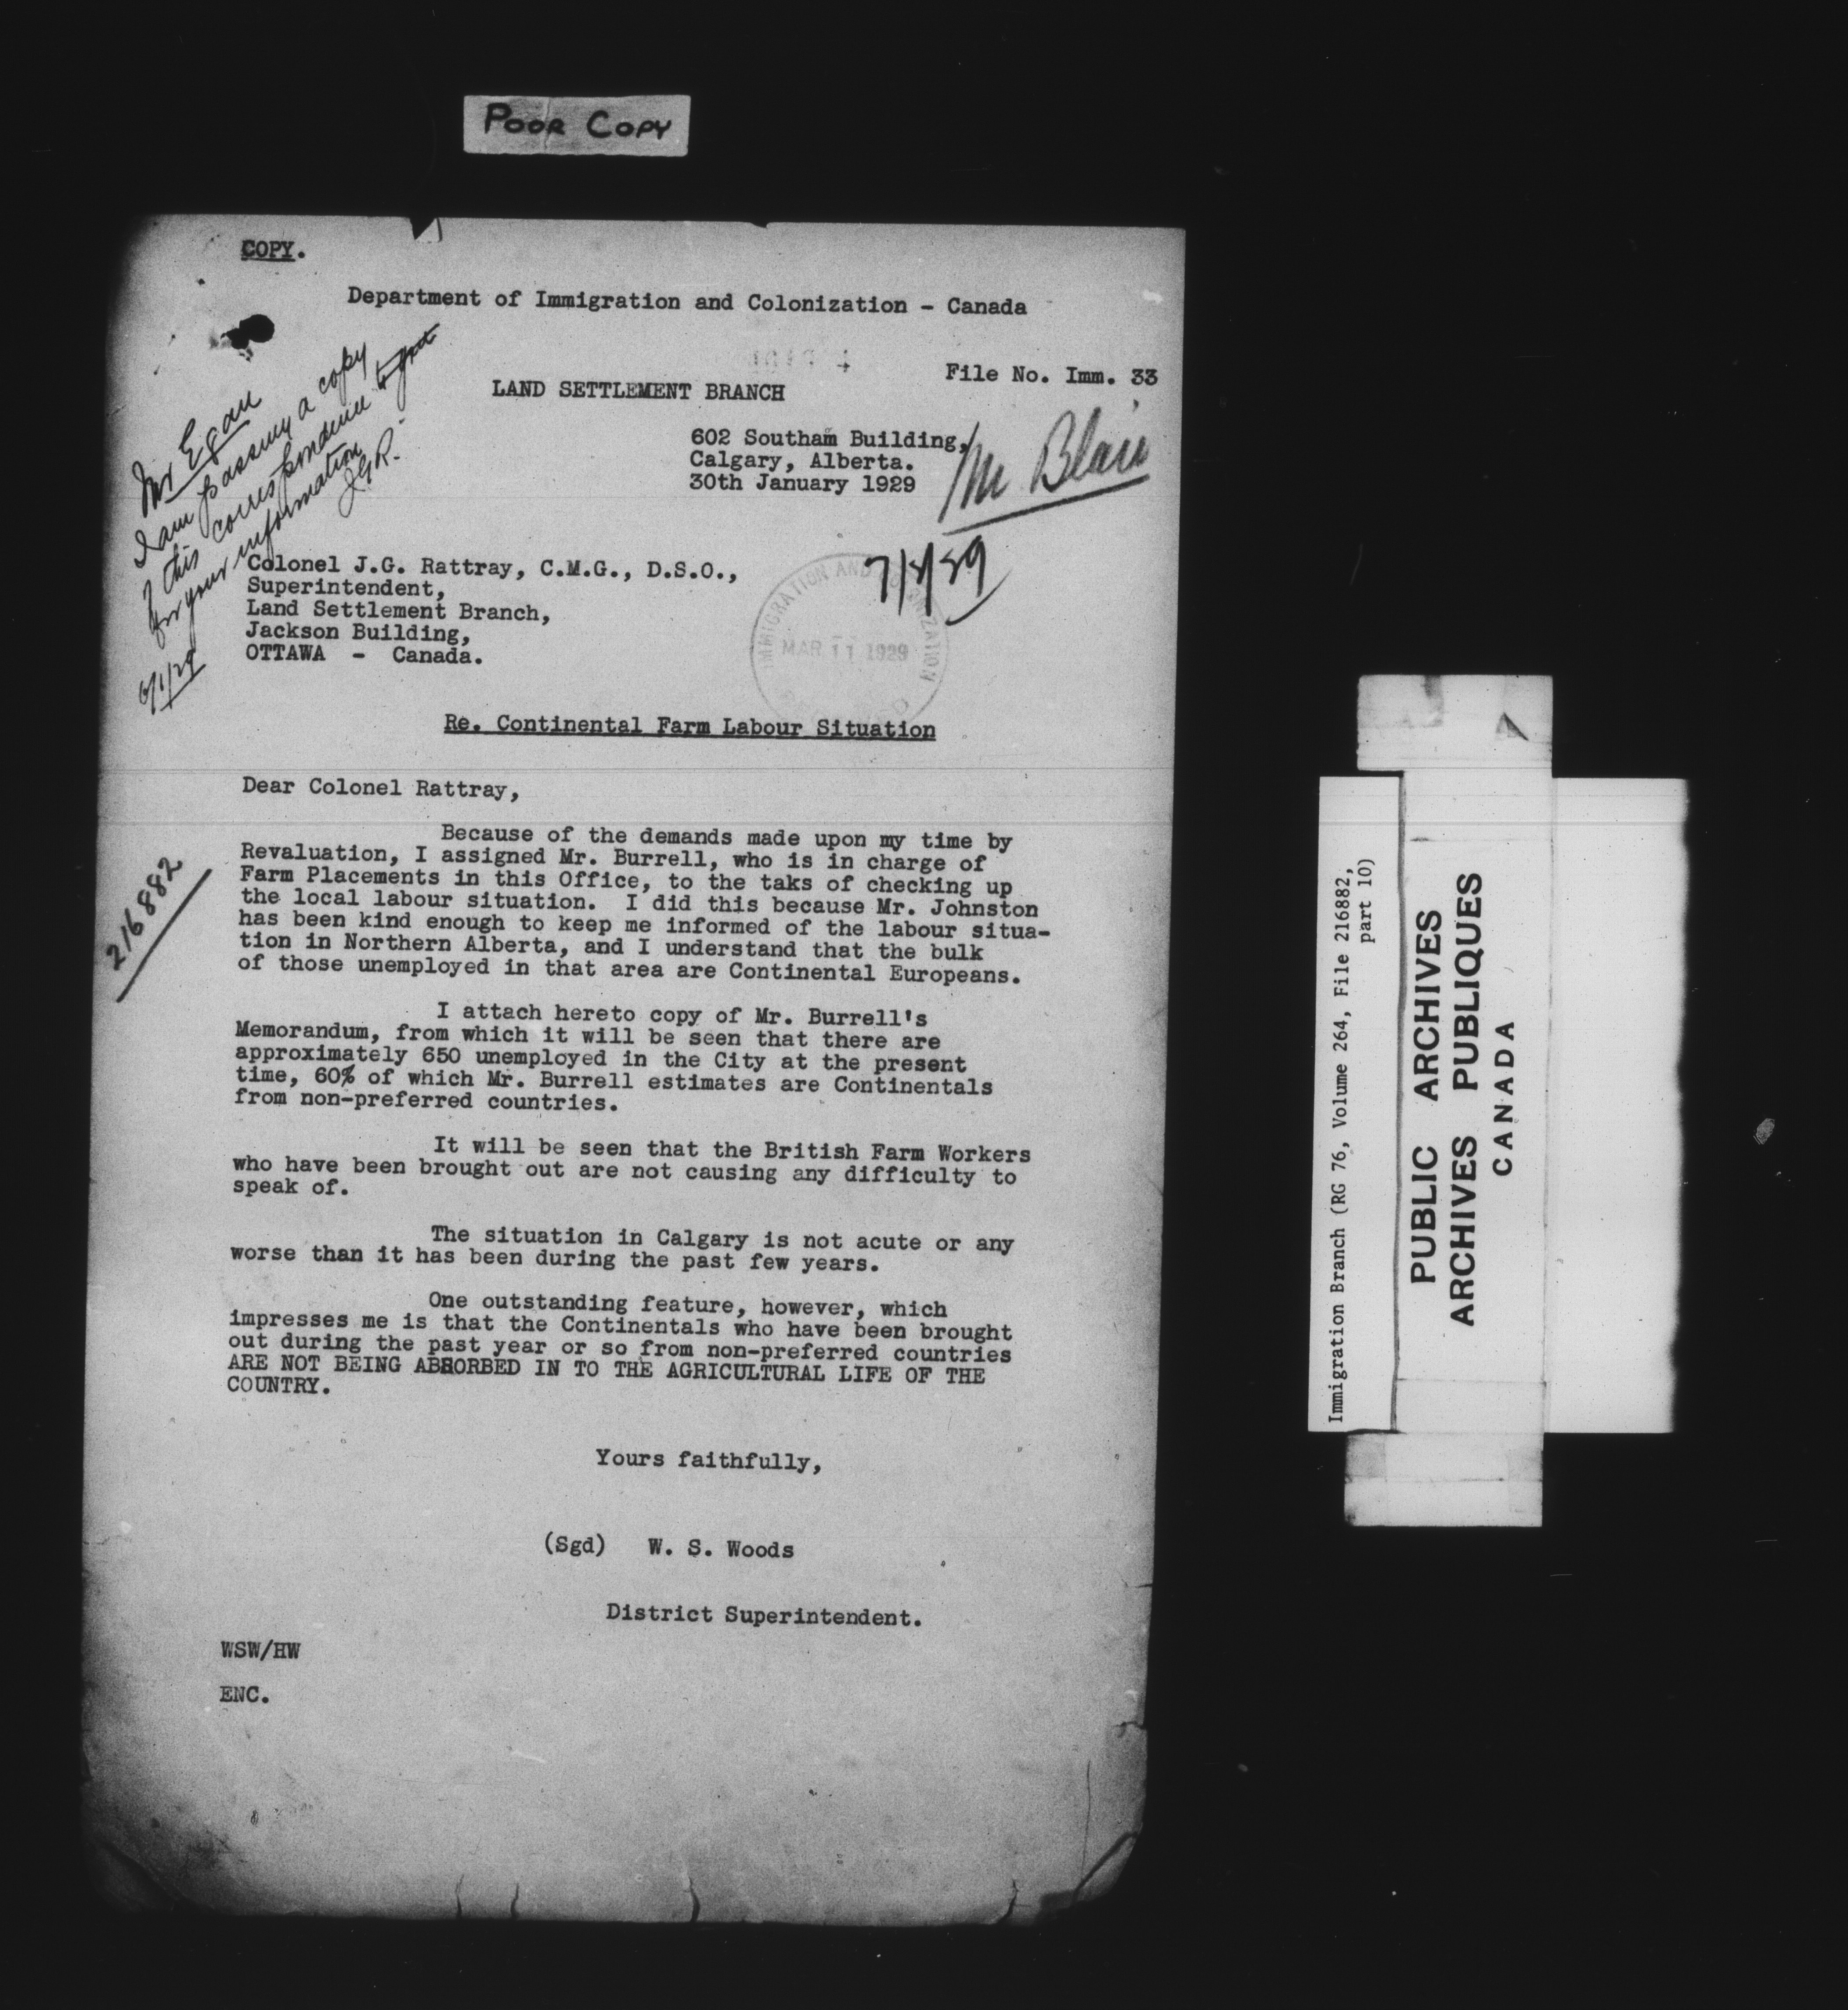 POOR COPY
COPY.
Department of Immigration and Colonization - Canada
File No. Imm. 33
LAND SETTLEMENT BRANCH
602 Southam Building,
Calgary, Alberta.
30th January 1929
Mr Blair
Mr Egan
I am passing a copy
of this correspondence to you
for your information
J.G.R.
Colonel J.G. Rattray, C.M.G., D.S.O.,
Superintendent,
Land Settlement Branch,
Jackson Building,
OTTAWA - Canada.
IMMIGRATION AND COLONIZATION
MAR 11 1929
Re. Continental Farm Labour Situation
Dear Colonel Rattray,
Because of the demands made upon my time by
Revaluation, I assigned Mr. Burrell, who is in charge of
Farm Placements in this Office, to the taks of checking up
the local labour situation. I did this because Mr. Johnston
has been kind enough to keep me informed of the labour situa-
tion in Northern Alberta, and I understand that the bulk
of those unemployed in that area are Continental Europeans.
216882
I attach hereto copy of Mr. Burrell's
Memorandum, from which it will be seen that there are
approximately 650 unemployed in the City at the present
time, 60% of which Mr. Burrell estimates are Continentals
from non-preferred countries.
It will be seen that the British Farm Workers
who have been brought out are not causing any difficulty to
speak of.
The situation in Calgary is not acute or any
worse than it has been during the past few years.
One outstanding feature, however, which
impresses me is that the Continentals who have been brought
out during the past year or so from non-preferred countries
ARE NOT BEING ABSORBED IN TO THE AGRICULTURAL LIFE OF THE
COUNTRY.
Yours faithfully,
(Sgd) W. S. Woods
District Superintendent.
WSW/HW
ENC.
Immigration Branch (RG 76, Volume 264, File 216882,
part 10)
PUBLIC ARCHIVES
ARCHIVES PUBLIQUES
CANADA